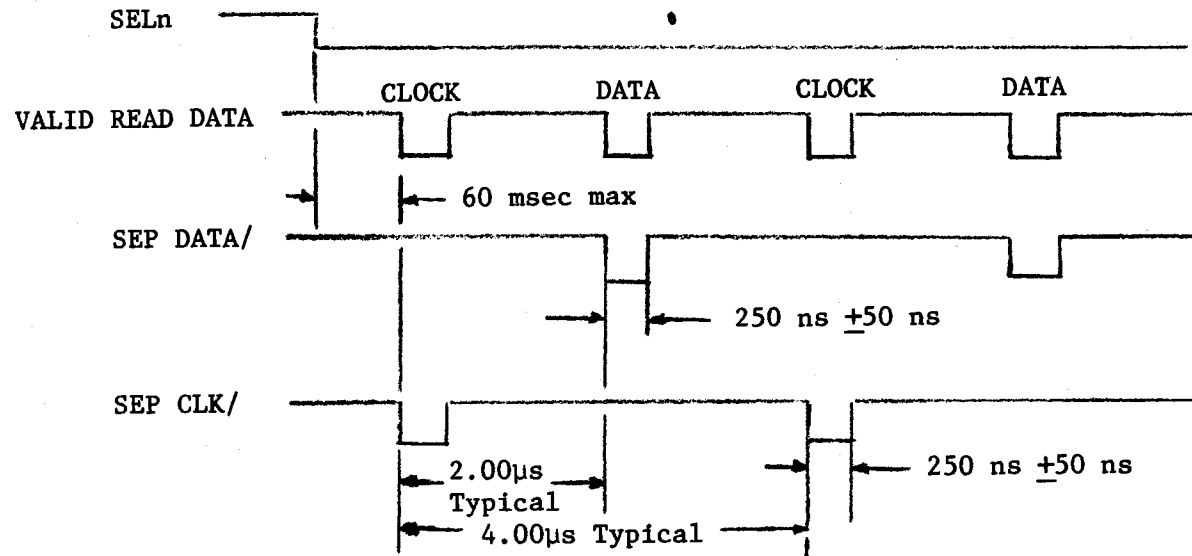 SELn
CLOCK DATA CLOCK DATA
VALID READ DATA
60 msec max
SEP DATA/
250 ns ±50 ns
SEP CLK/
2.00µs
Typical
250 ns ±50 ns
4.00µs Typical